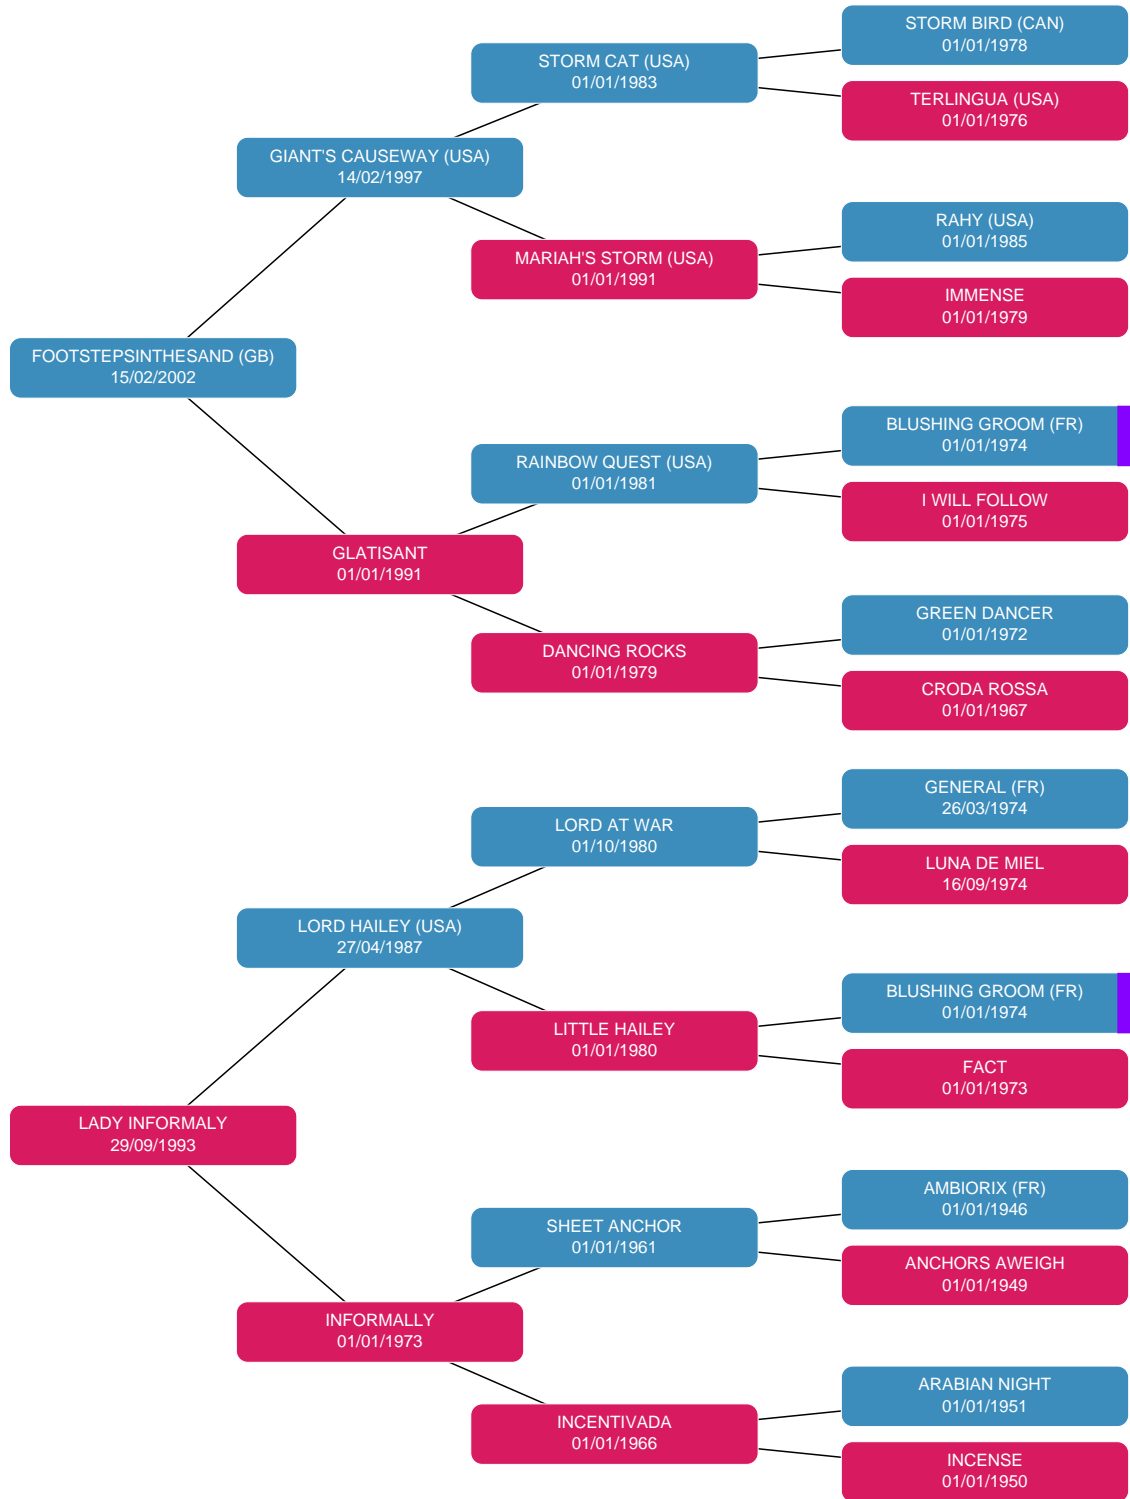 STORM BIRD (CAN)
01/01/1978
STORM CAT (USA)
01/01/1983
TERLINGUA (USA)
01/01/1976
GIANT'S CAUSEWAY (USA)
14/02/1997
RAHY (USA)
01/01/1985
MARIAH'S STORM (USA)
01/01/1991
IMMENSE
01/01/1979
FOOTSTEPSINTHESAND (GB)
15/02/2002
BLUSHING GROOM (FR)
01/01/1974
RAINBOW QUEST (USA)
01/01/1981
I WILL FOLLOW
01/01/1975
GLATISANT
01/01/1991
GREEN DANCER
01/01/1972
DANCING ROCKS
01/01/1979
CRODA ROSSA
01/01/1967
GENERAL (FR)
26/03/1974
LORD AT WAR
01/10/1980
LUNA DE MIEL
16/09/1974
LORD HAILEY (USA)
27/04/1987
BLUSHING GROOM (FR)
01/01/1974
LITTLE HAILEY
01/01/1980
FACT
01/01/1973
LADY INFORMALY
29/09/1993
AMBIORIX (FR)
01/01/1946
SHEET ANCHOR
01/01/1961
ANCHORS AWEIGH
01/01/1949
INFORMALLY
01/01/1973
ARABIAN NIGHT
01/01/1951
INCENTIVADA
01/01/1966
INCENSE
01/01/1950